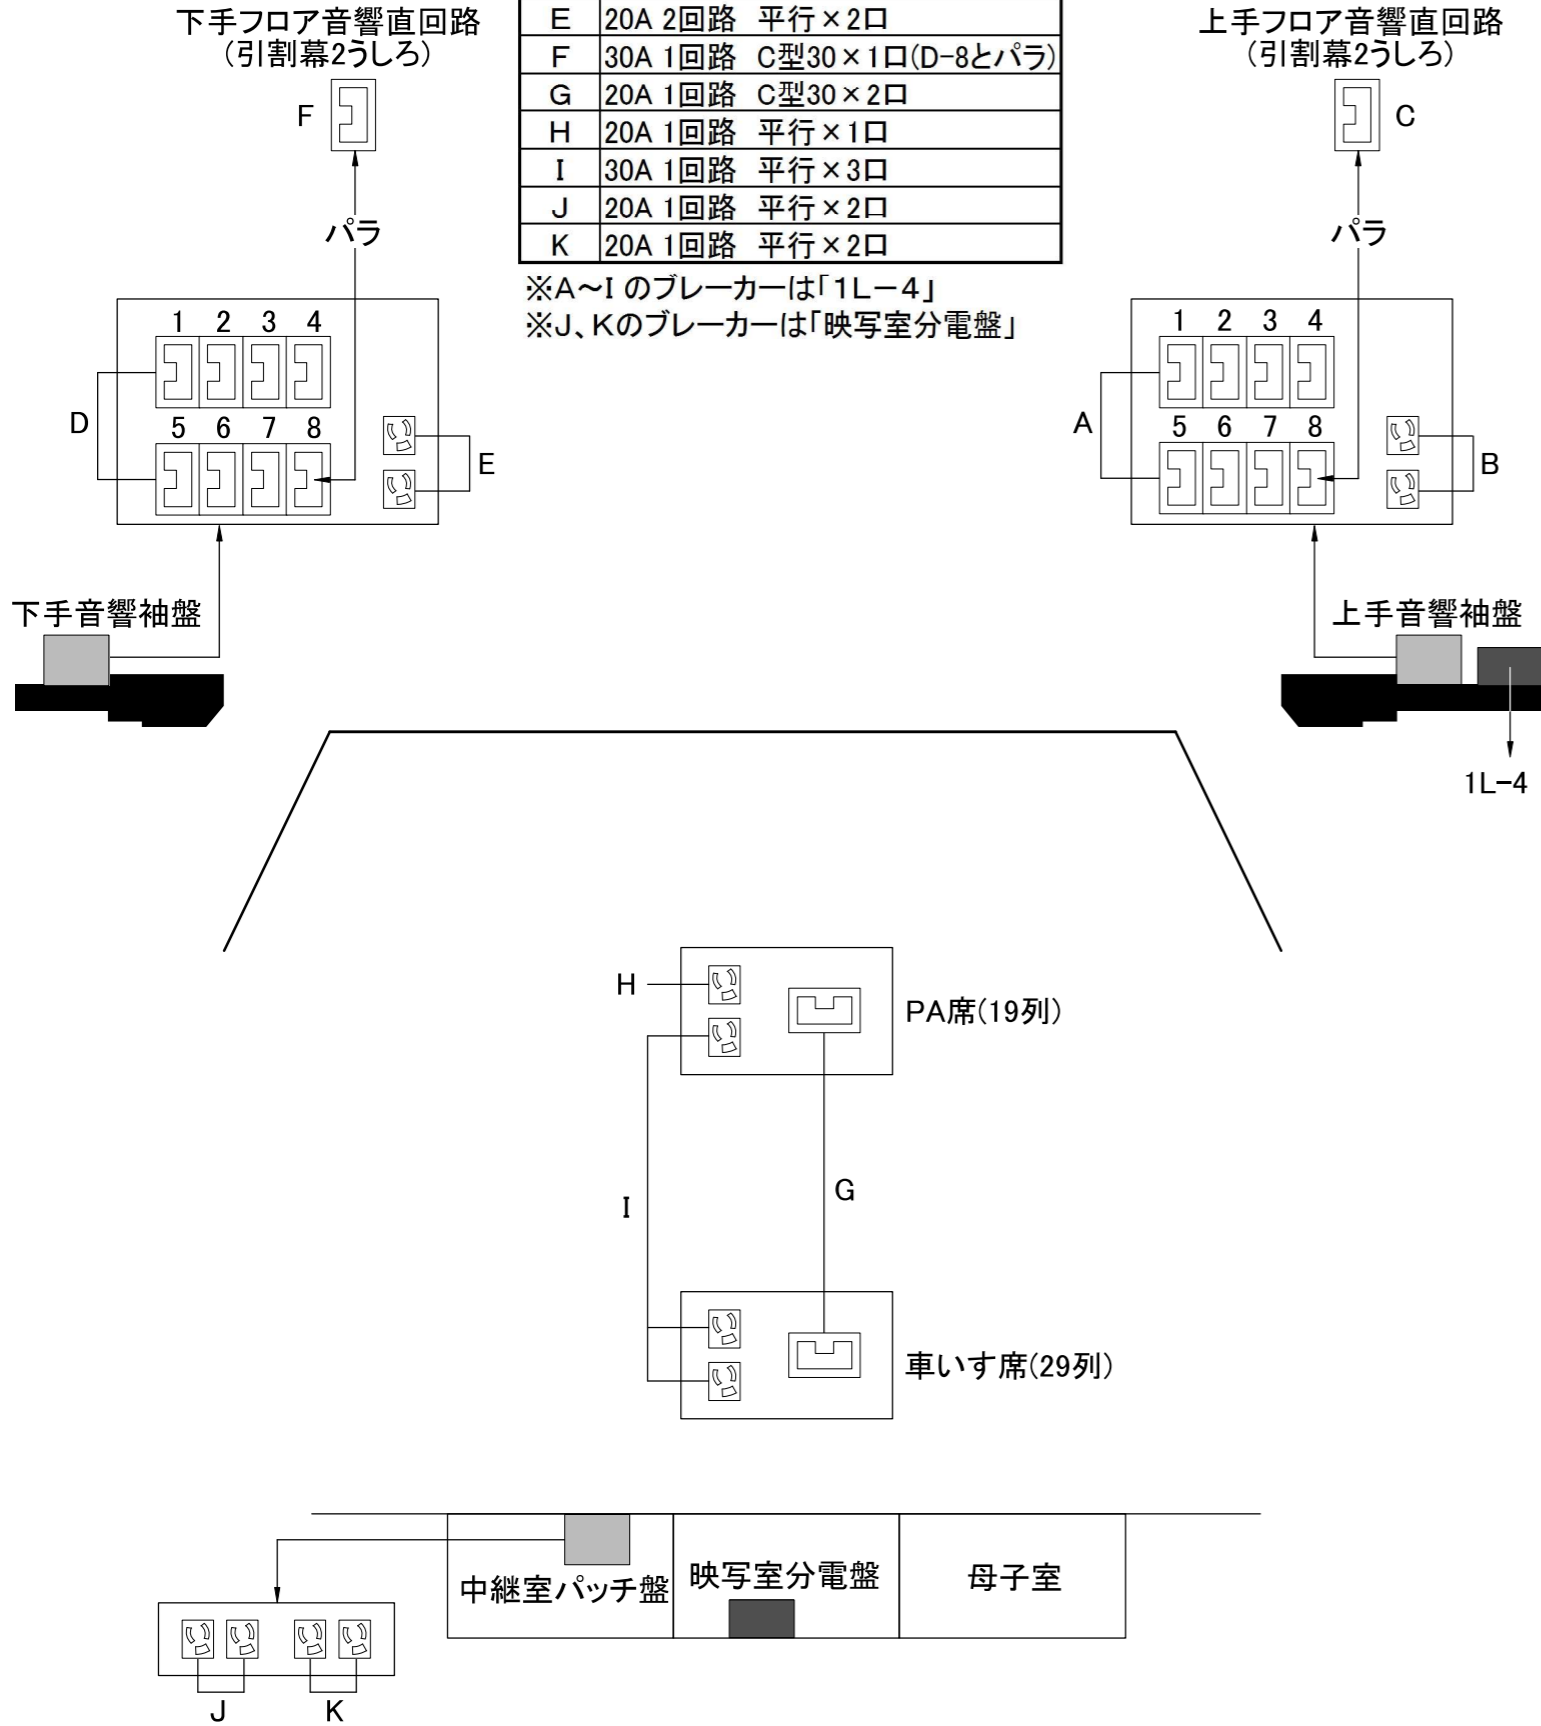 下手フロア音響直回路
(引割幕2うしろ)
F
パラ
E 20A 2回路 平行×2口
F 30A 1回路 C型30×1口(D-8とパラ)
G 20A 1回路 C型30×2口
H 20A 1回路 平行×1口
I 30A 1回路 平行×3口
J 20A 1回路 平行×2口
K 20A 1回路 平行×2口
※A～I のブレーカーは「1L－4」
※J、Kのブレーカーは「映写室分電盤」
上手フロア音響直回路
(引割幕2うしろ)
C
パラ
1 2 3 4
D
5 6 7 8
E
1 2 3 4
A
5 6 7 8
B
下手音響袖盤
上手音響袖盤
1L-4
H
PA席(19列)
I
G
車いす席(29列)
中継室パッチ盤
映写室分電盤
母子室
J
K